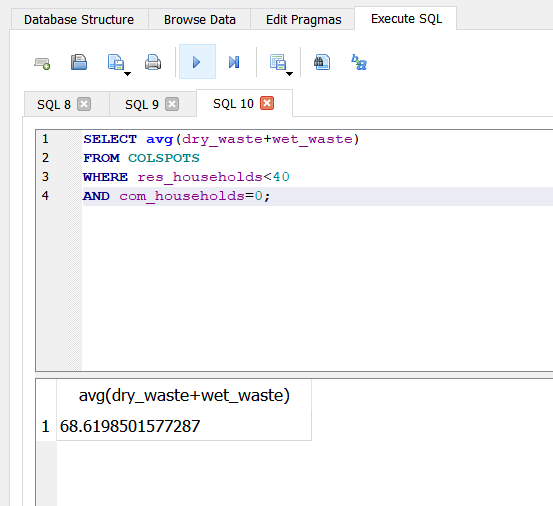 Database Structure Browse Data Edit Pragmas Execute SQL
SQL 8 SQL 9 SQL 10
1 SELECT avg(dry_waste+wet_waste)
2 FROM COLSPOTS
3 WHERE res_households<40
4 AND com_households=0;
avg(dry_waste+wet_waste)
1 68.6198501577287